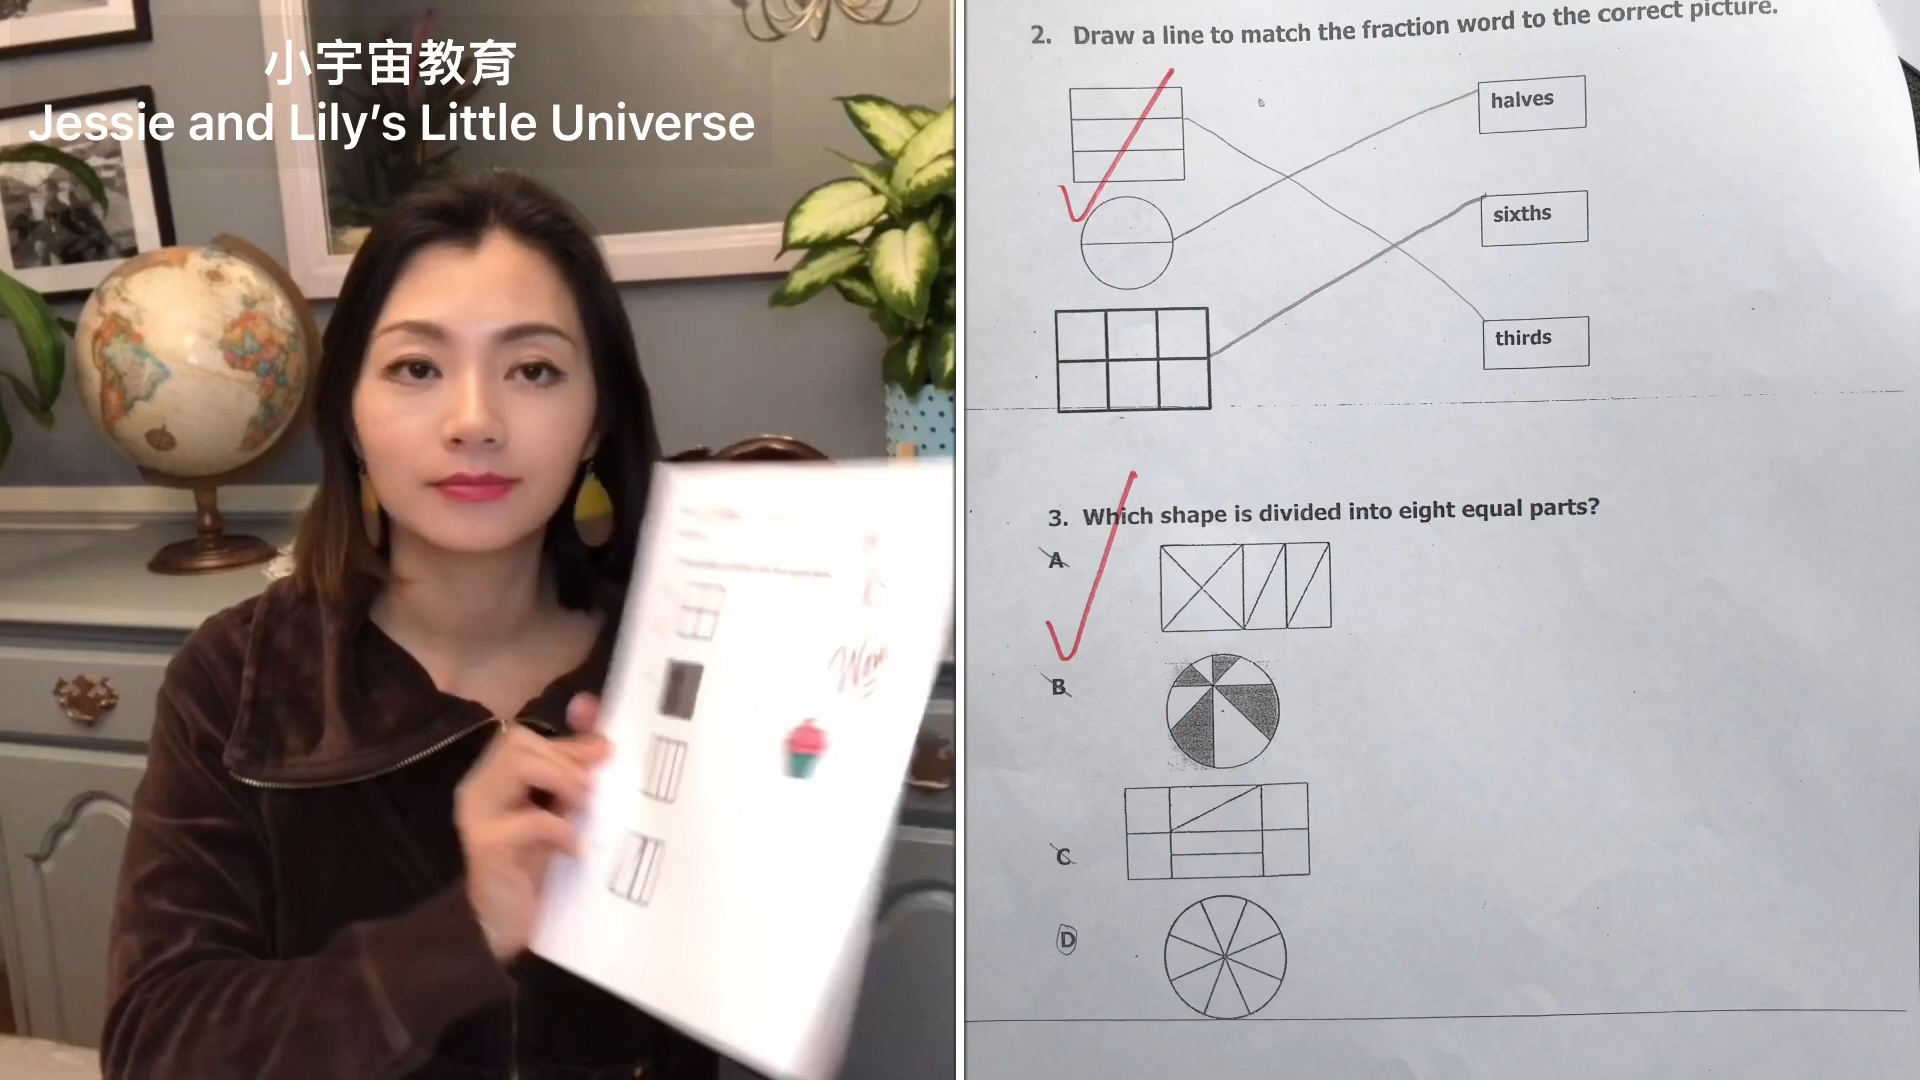 小宇宙教育
Jessie and Lily's Little Universe
Wow
2. Draw a line to match the fraction word to the correct picture.
halves
sixths
thirds
3. Which shape is divided into eight equal parts?
A
B
C
D